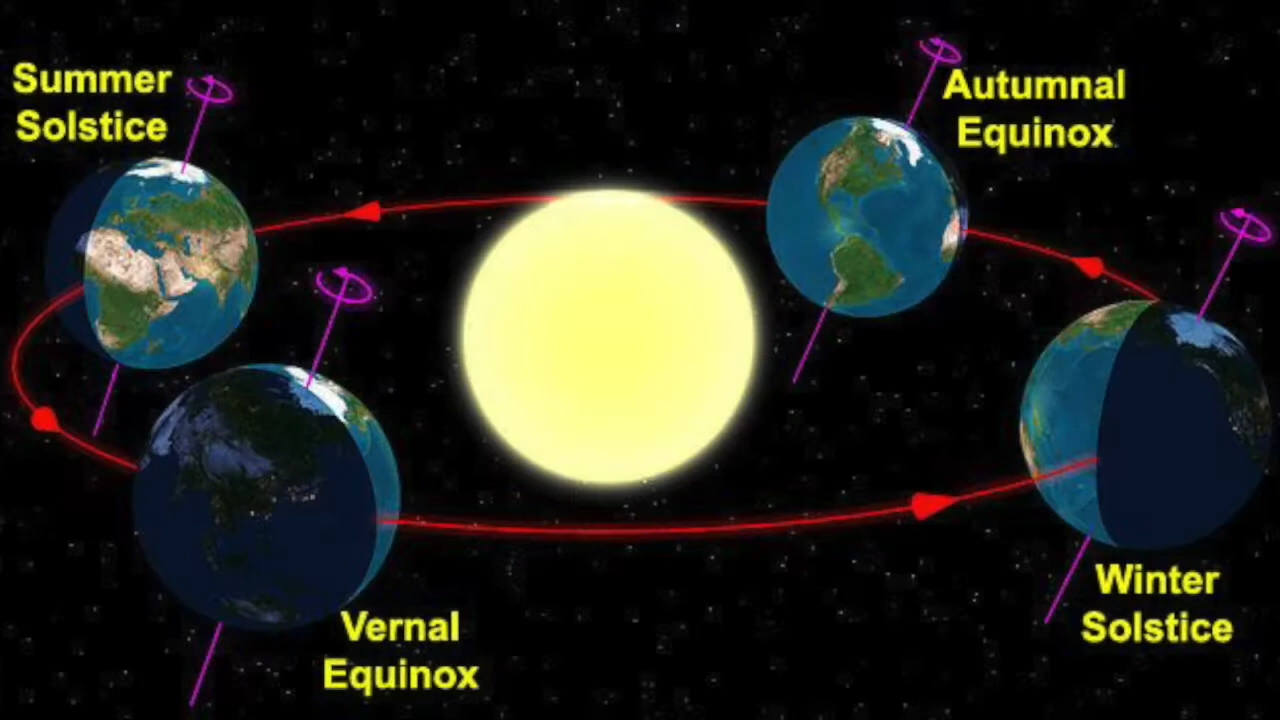 Summer
Solstice
Autumnal
Equinox
Vernal
Equinox
Winter
Solstice